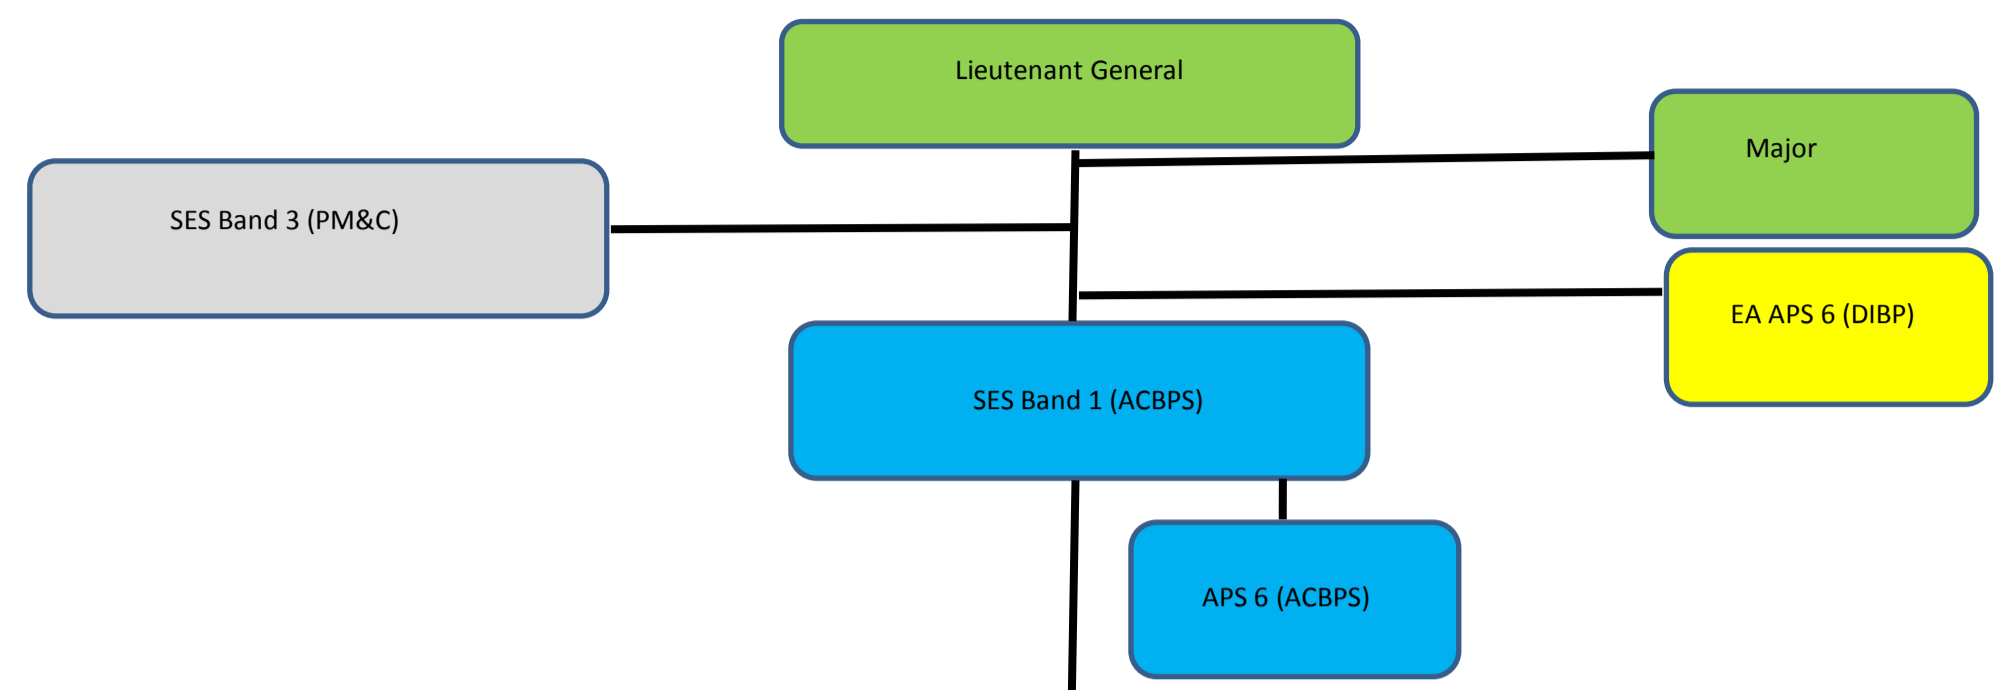 Lieutenant General
Major
SES Band 3 (PM&C)
EA APS 6 (DIBP)
SES Band 1 (ACBPS)
APS 6 (ACBPS)